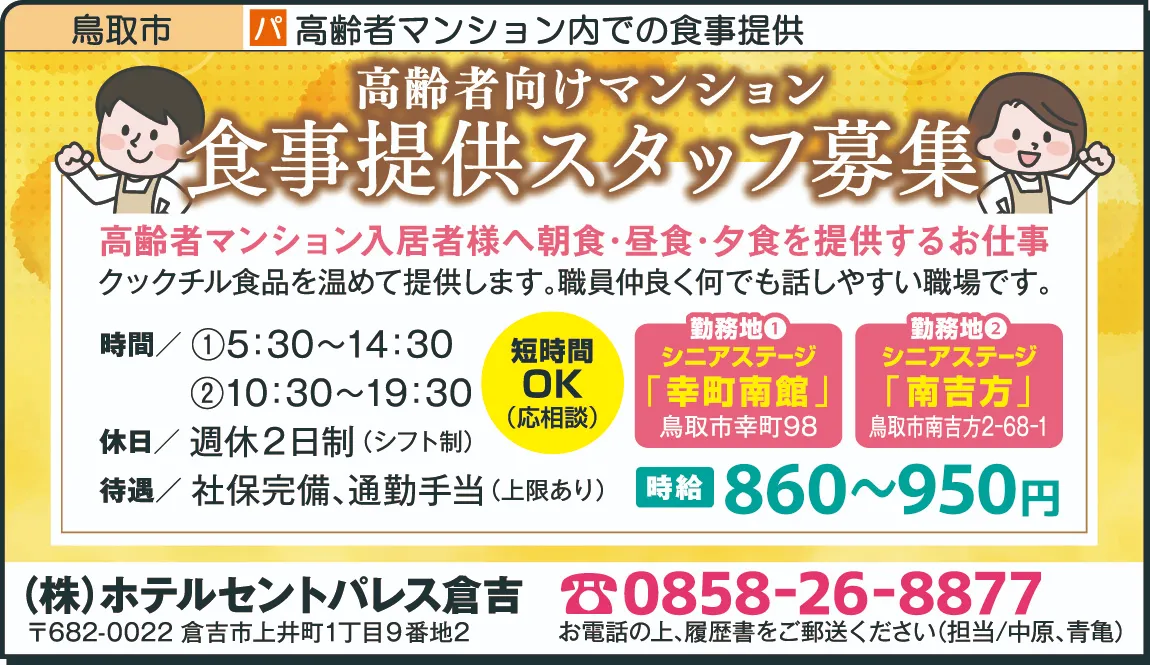 鳥取市 パ 高齢者マンション内での食事提供
高齢者向けマンション
食事提供スタッフ募集
高齢者マンション入居者様へ朝食・昼食・夕食を提供するお仕事
クックチル食品を温めて提供します。職員仲良く何でも話しやすい職場です。
時間／ ①5:30〜14:30
②10:30〜19:30
休日／ 週休2日制（シフト制）
待遇／ 社保完備、通勤手当（上限あり）
短時間
OK
（応相談）
勤務地❶
シニアステージ
「幸町南館」
鳥取市幸町98
勤務地❷
シニアステージ
「南吉方」
鳥取市南吉方2-68-1
時給 860〜950円
（株）ホテルセントパレス倉吉
〒682-0022 倉吉市上井町1丁目9番地2
☎0858-26-8877
お電話の上、履歴書をご郵送ください（担当/中原、青亀）